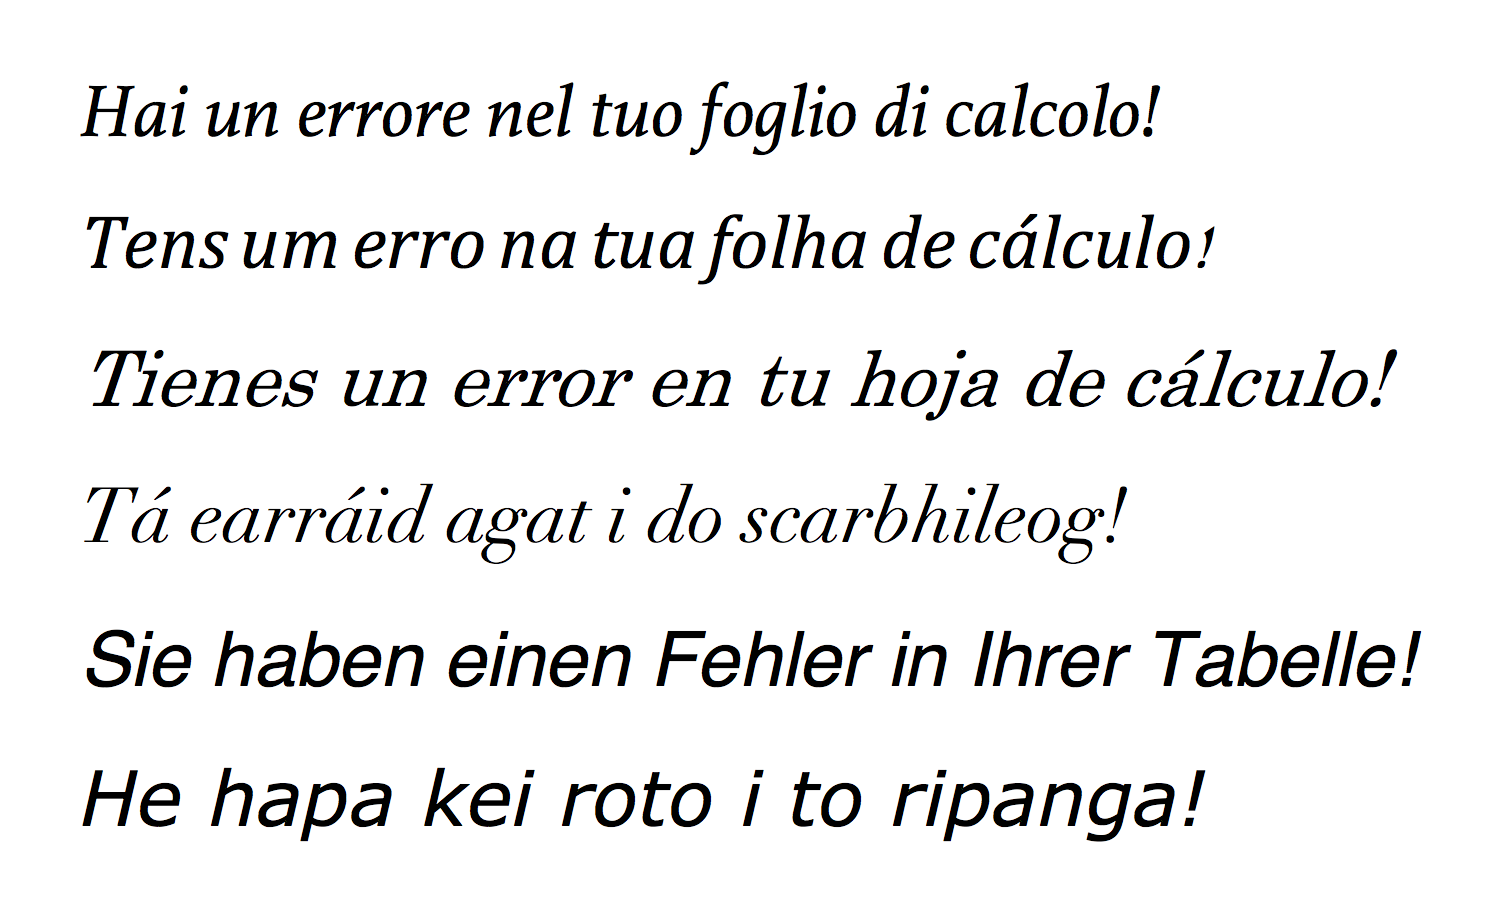 Hai un errore nel tuo foglio di calcolo!
Tens um erro na tua folha de cálculo!
Tienes un error en tu hoja de cálculo!
Tá earráid agat i do scarbhileog!
Sie haben einen Fehler in Ihrer Tabelle!
He hapa kei roto i to ripanga!